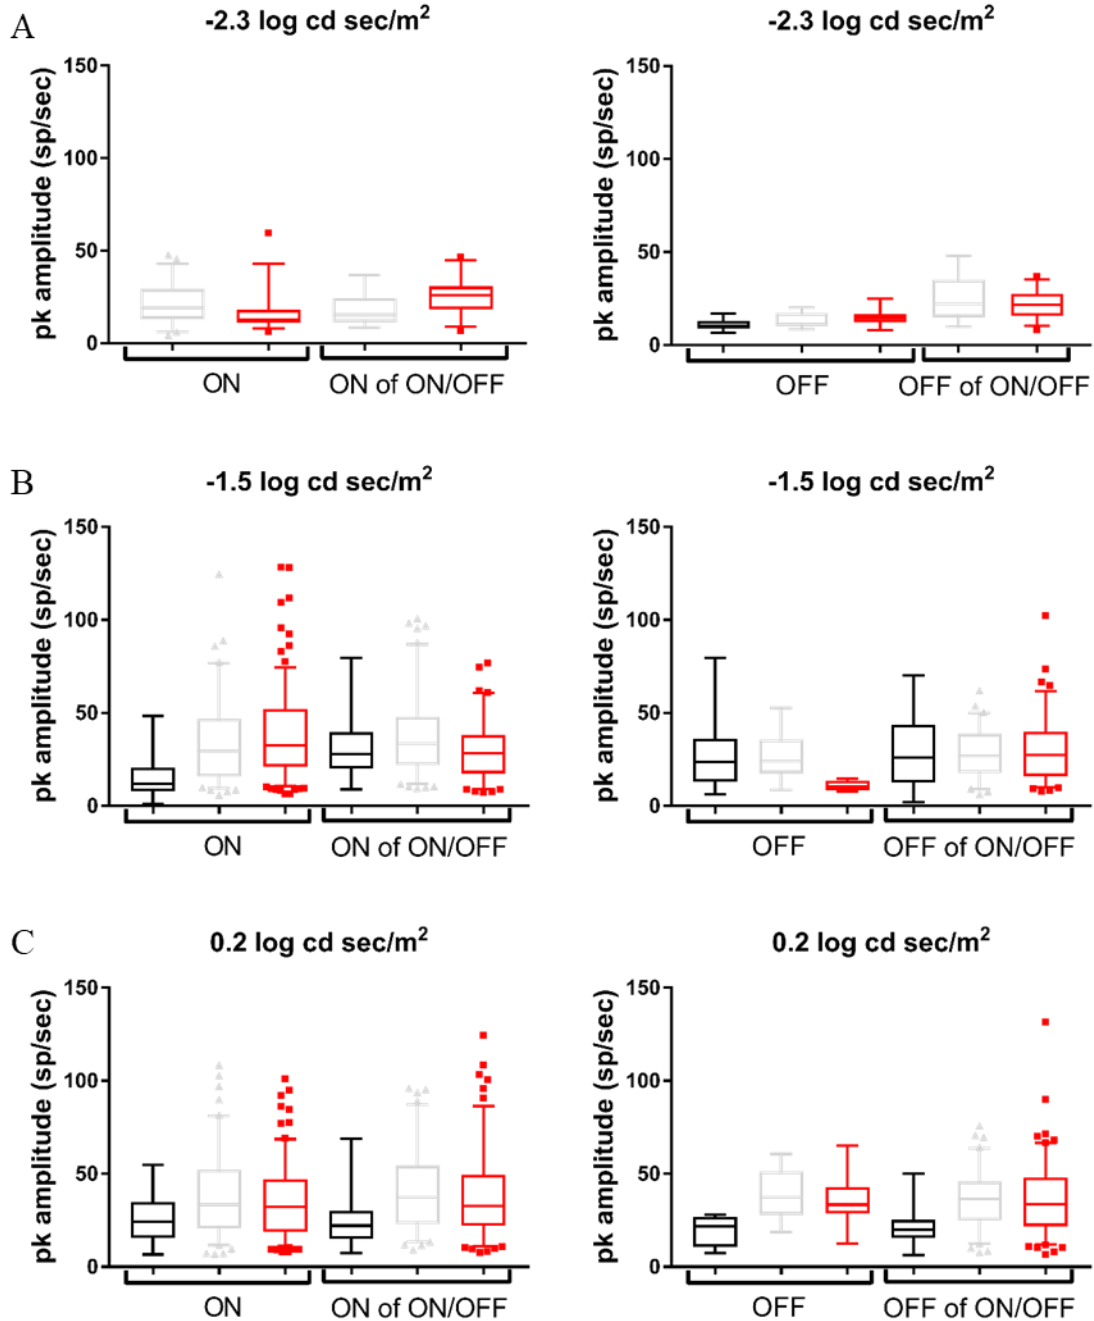 A
-2.3 log cd sec/m²
pk amplitude (sp/sec)
150
100
50
0
ON
ON of ON/OFF
-2.3 log cd sec/m²
pk amplitude (sp/sec)
150
100
50
0
OFF
OFF of ON/OFF
B
-1.5 log cd sec/m²
pk amplitude (sp/sec)
150
100
50
0
ON
ON of ON/OFF
-1.5 log cd sec/m²
pk amplitude (sp/sec)
150
100
50
0
OFF
OFF of ON/OFF
C
0.2 log cd sec/m²
pk amplitude (sp/sec)
150
100
50
0
ON
ON of ON/OFF
0.2 log cd sec/m²
pk amplitude (sp/sec)
150
100
50
0
OFF
OFF of ON/OFF